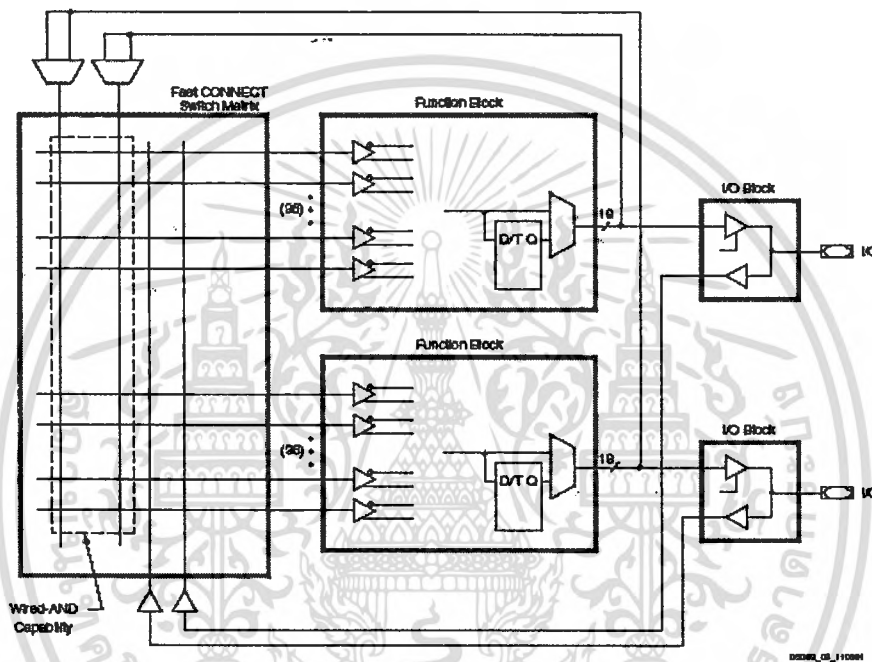 Fast CONNECT
Switch Matrix
Function Block
(36)
D/T Q
18
I/O Block
I/O
Function Block
(36)
D/T Q
18
I/O Block
I/O
Wired-AND
Capability